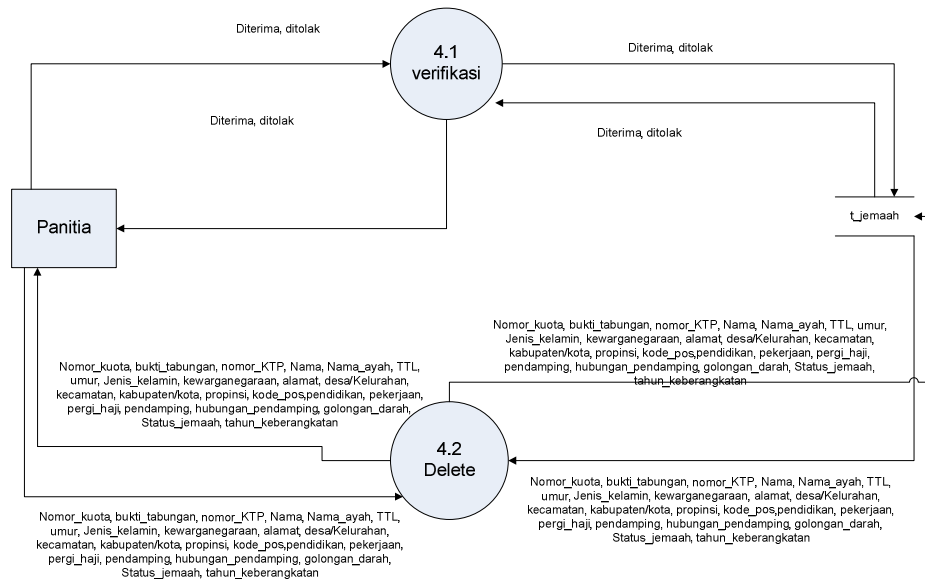 Diterima, ditolak
4.1
verifikasi
Diterima, ditolak
Diterima, ditolak
Diterima, ditolak
Panitia
t_jemaah
Nomor_kuota, bukti_tabungan, nomor_KTP, Nama, Nama_ayah, TTL, umur,
Jenis_kelamin, kewarganegaraan, alamat, desa/Kelurahan, kecamatan,
kabupaten/kota, propinsi, kode_pos,pendidikan, pekerjaan, pergi_haji,
pendamping, hubungan_pendamping, golongan_darah, Status_jemaah,
tahun_keberangkatan
Nomor_kuota, bukti_tabungan, nomor_KTP, Nama, Nama_ayah, TTL,
umur, Jenis_kelamin, kewarganegaraan, alamat, desa/Kelurahan,
kecamatan, kabupaten/kota, propinsi, kode_pos,pendidikan, pekerjaan,
pergi_haji, pendamping, hubungan_pendamping, golongan_darah,
Status_jemaah, tahun_keberangkatan
4.2
Delete
Nomor_kuota, bukti_tabungan, nomor_KTP, Nama, Nama_ayah, TTL,
umur, Jenis_kelamin, kewarganegaraan, alamat, desa/Kelurahan,
kecamatan, kabupaten/kota, propinsi, kode_pos,pendidikan, pekerjaan,
pergi_haji, pendamping, hubungan_pendamping, golongan_darah,
Status_jemaah, tahun_keberangkatan
Nomor_kuota, bukti_tabungan, nomor_KTP, Nama, Nama_ayah, TTL,
umur, Jenis_kelamin, kewarganegaraan, alamat, desa/Kelurahan,
kecamatan, kabupaten/kota, propinsi, kode_pos,pendidikan, pekerjaan,
pergi_haji, pendamping, hubungan_pendamping, golongan_darah,
Status_jemaah, tahun_keberangkatan